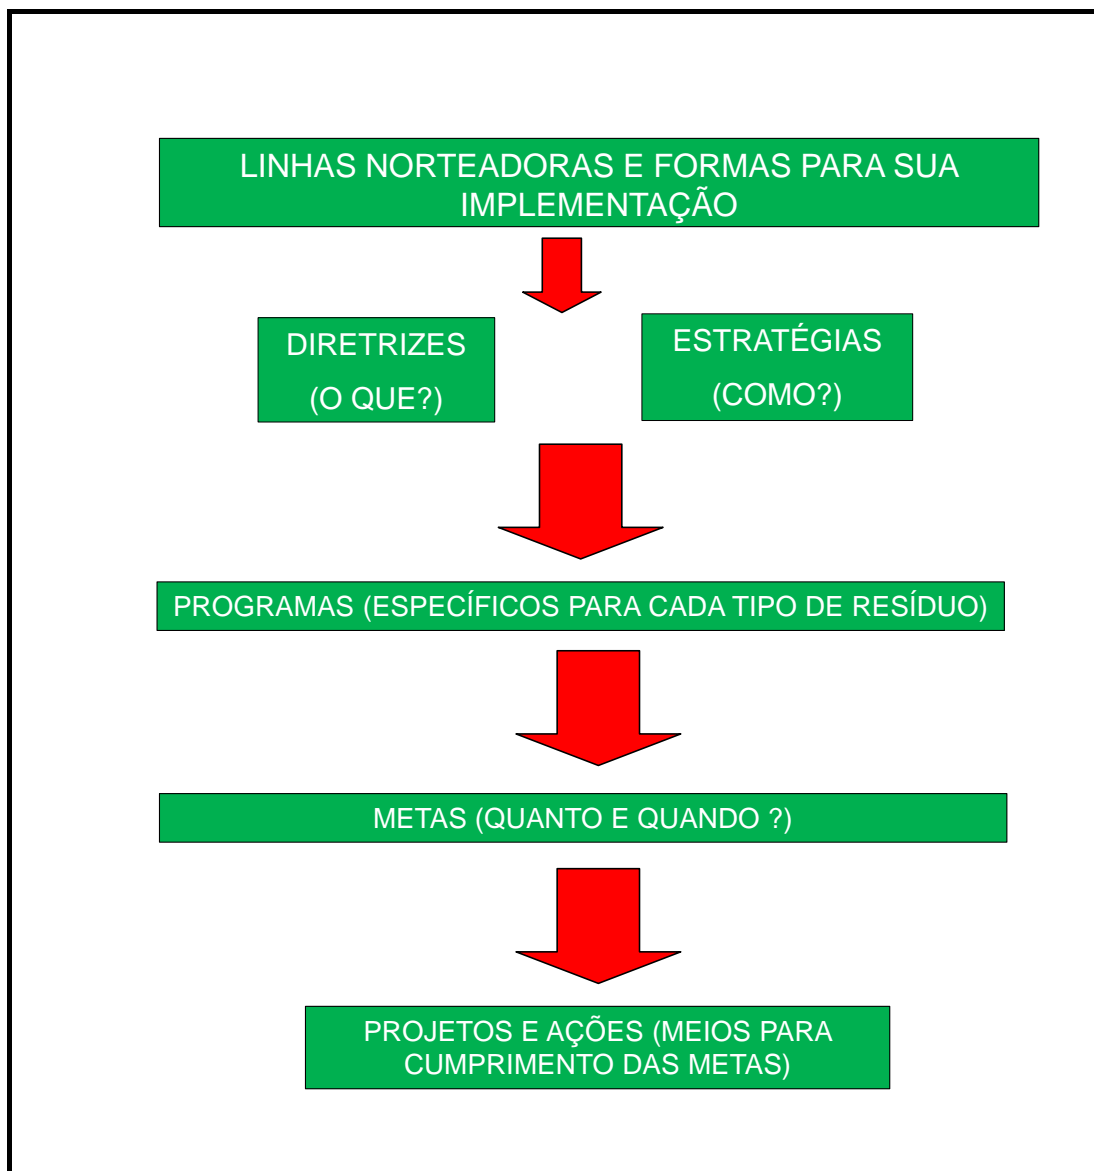 LINHAS NORTEADORAS E FORMAS PARA SUA
IMPLEMENTAÇÃO
DIRETRIZES
(O QUE?)
ESTRATÉGIAS
(COMO?)
PROGRAMAS (ESPECÍFICOS PARA CADA TIPO DE RESÍDUO)
METAS (QUANTO E QUANDO ?)
PROJETOS E AÇÕES (MEIOS PARA
CUMPRIMENTO DAS METAS)